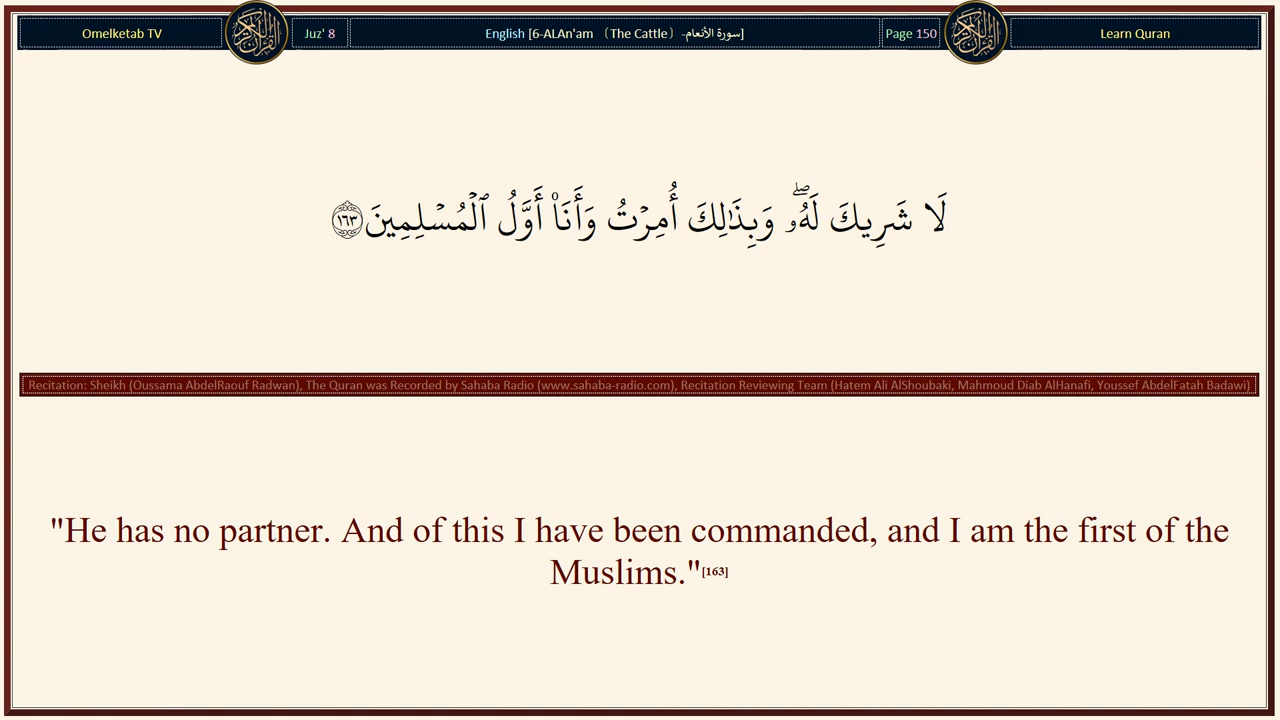 Omelketab TV
Juz' 8
English [6-ALAn'am （The Cattle）-سورة الأنعام]
Page 150
Learn Quran
لَا شَرِيكَ لَهُۥۖ وَبِذَٰلِكَ أُمِرۡتُ وَأَنَا۠ أَوَّلُ ٱلۡمُسۡلِمِينَ ١٦٣
Recitation: Sheikh (Oussama AbdelRaouf Radwan), The Quran was Recorded by Sahaba Radio (www.sahaba-radio.com), Recitation Reviewing Team (Hatem Ali AlShoubaki, Mahmoud Diab AlHanafi, Youssef AbdelFatah Badawi)
"He has no partner. And of this I have been commanded, and I am the first of the
Muslims."[163]